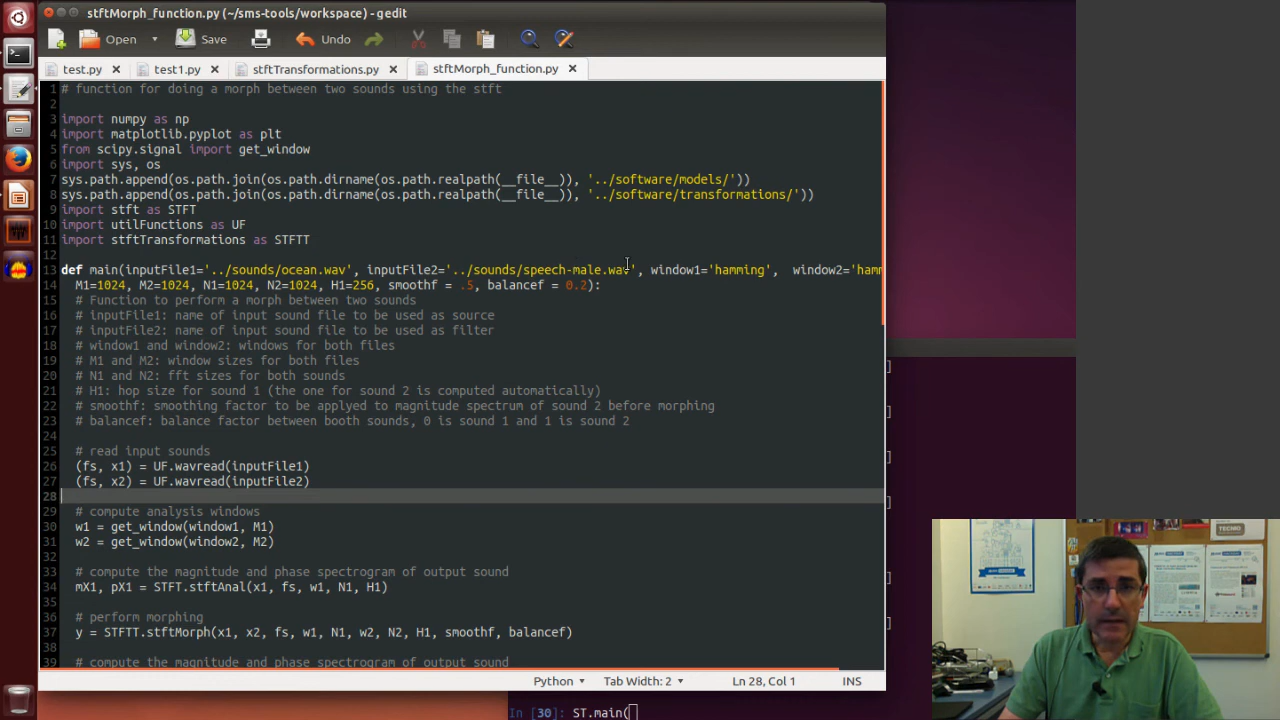 stftMorph_function.py (~/sms-tools/workspace) - gedit
Open Save Undo
test.py stftTransformations.py stftMorph_function.py
test1.py
1 # function for doing a morph between two sounds using the stft
2
3 import numpy as np
4 import matplotlib.pyplot as plt
5 from scipy.signal import get_window
6 import sys, os
7 sys.path.append(os.path.join(os.path.dirname(os.path.realpath(__file__)), '../software/models/'))
8 sys.path.append(os.path.join(os.path.dirname(os.path.realpath(__file__)), '../software/transformations/'))
9 import stft as STFT
10 import utilFunctions as UF
11 import stftTransformations as STFTT
12
13 def main(inputFile1='../sounds/ocean.wav', inputFile2='../sounds/speech-male.wav', window1='hamming', window2='hamm
14 M1=1024, M2=1024, N1=1024, N2=1024, H1=256, smoothf = .5, balancef = 0.2):
15 # Function to perform a morph between two sounds
16 # inputFile1: name of input sound file to be used as source
17 # inputFile2: name of input sound file to be used as filter
18 # window1 and window2: windows for both files
19 # M1 and M2: window sizes for both files
20 # N1 and N2: fft sizes for both sounds
21 # H1: hop size for sound 1 (the one for sound 2 is computed automatically)
22 # smoothf: smoothing factor to be applyed to magnitude spectrum of sound 2 before morphing
23 # balancef: balance factor between booth sounds, 0 is sound 1 and 1 is sound 2
24
25 # read input sounds
26 (fs, x1) = UF.wavread(inputFile1)
27 (fs, x2) = UF.wavread(inputFile2)
28
29 # compute analysis windows
30 w1 = get_window(window1, M1)
31 w2 = get_window(window2, M2)
32
33 # compute the magnitude and phase spectrogram of output sound
34 mX1, pX1 = STFT.stftAnal(x1, fs, w1, N1, H1)
35
36 # perform morphing
37 y = STFTT.stftMorph(x1, x2, fs, w1, N1, w2, N2, H1, smoothf, balancef)
38
39 # compute the magnitude and phase spectrogram of output sound
Python Tab Width: 2 Ln 28, Col 1 INS
In [30]: ST.main(
TECHNO